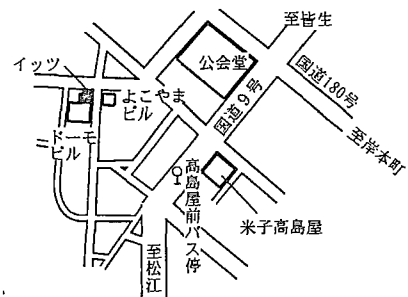 至皆生
公会堂
国道180号
国道9号
至岸本町
イッツ
よこやま
ビル
ドーモ
ビル
高島屋前バス停
米子高島屋
至松江